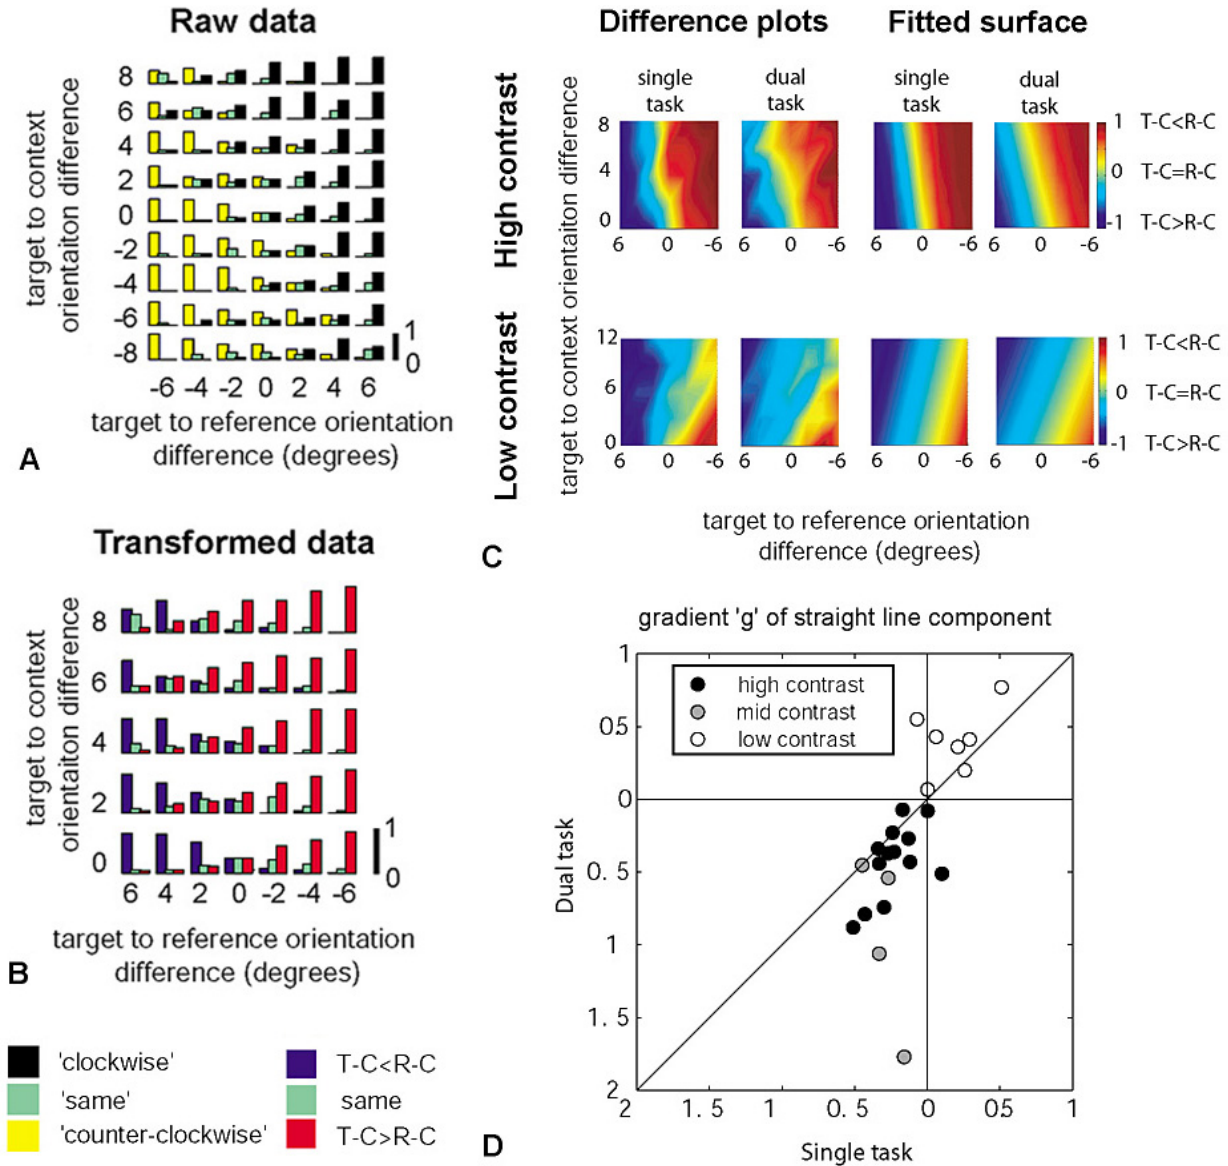 Raw data
target to context
orientaiton difference
8
6
4
2
0
-2
-4
-6
-8
1
0
-6 -4 -2 0 2 4 6
target to reference orientation
difference (degrees)
A
Transformed data
target to context
orientaiton difference
8
6
4
2
0
1
0
6 4 2 0 -2 -4 -6
target to reference orientation
difference (degrees)
B
'clockwise'
'same'
'counter-clockwise'
T-C<R-C
same
T-C>R-C
Difference plots
Fitted surface
High contrast
Low contrast
target to context orientaiton difference
single
task
dual
task
single
task
dual
task
8
4
0
6 0 -6
6 0 -6
6 0 -6
6 0 -6
1 T-C<R-C
0 T-C=R-C
-1 T-C>R-C
12
6
0
6 0 -6
6 0 -6
6 0 -6
6 0 -6
1 T-C<R-C
0 T-C=R-C
-1 T-C>R-C
target to reference orientation
difference (degrees)
C
gradient 'g' of straight line component
high contrast
mid contrast
low contrast
Dual task
1
0.5
0
0. 5
1
1. 5
2
2 1. 5 1 0. 5 0 0.5 1
Single task
D